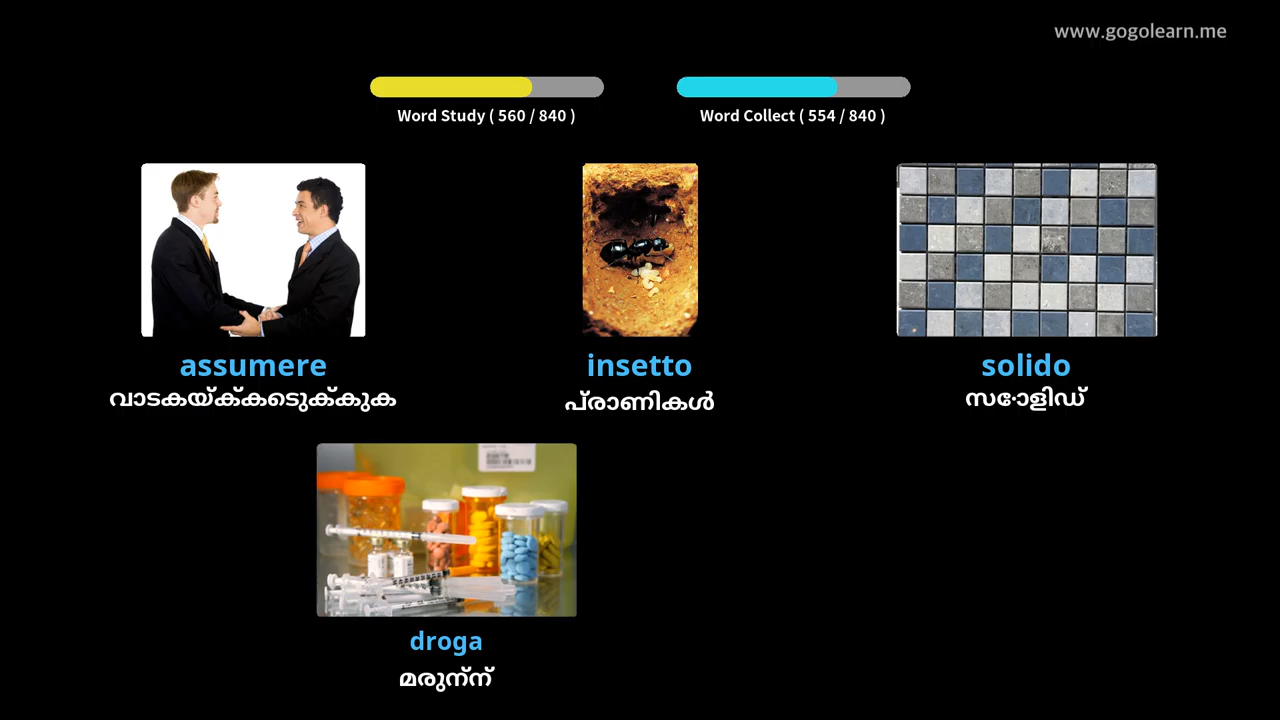 www.gogolearn.me
Word Study ( 560 / 840 )
Word Collect ( 554 / 840 )
assumere
വാടകയ്ക്കെടുക്കുക
insetto
പ്രാണികൾ
solido
സോളിഡ്
droga
മരുന്ന്